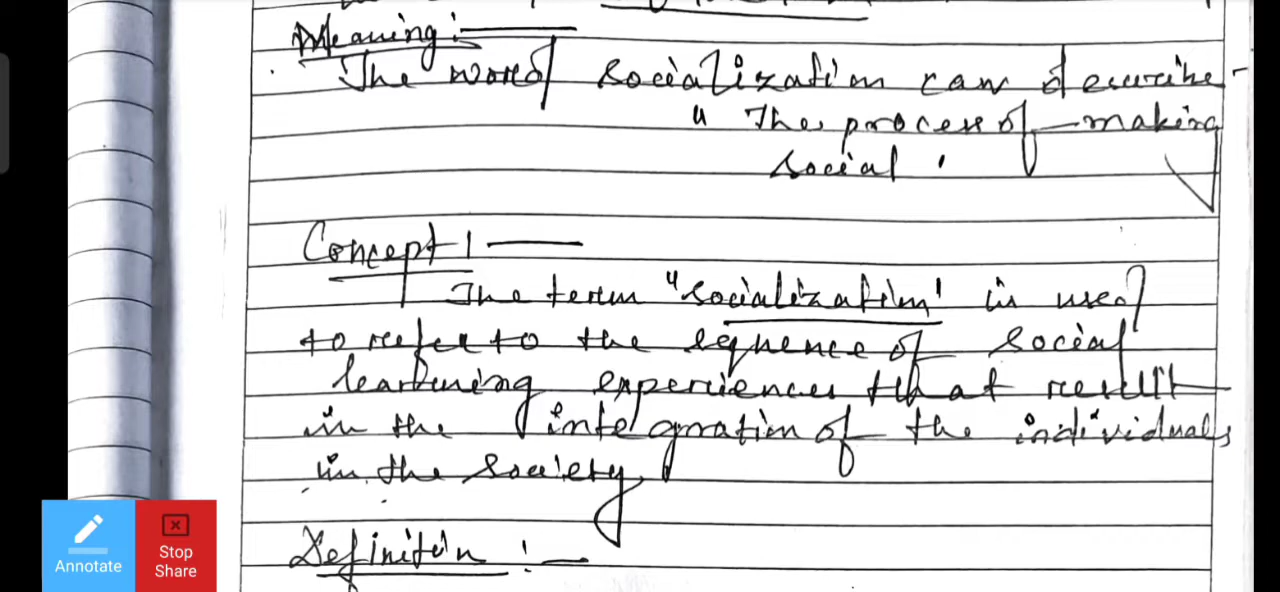 Meaning :—
The word socialization can describe -
" The process of making
social .
Concept 1 —
The term "socialization" is used
to refer to the sequence of social
learning experiences that result
in the integration of the individuals
in the society
Definition :—
Annotate
Stop
Share